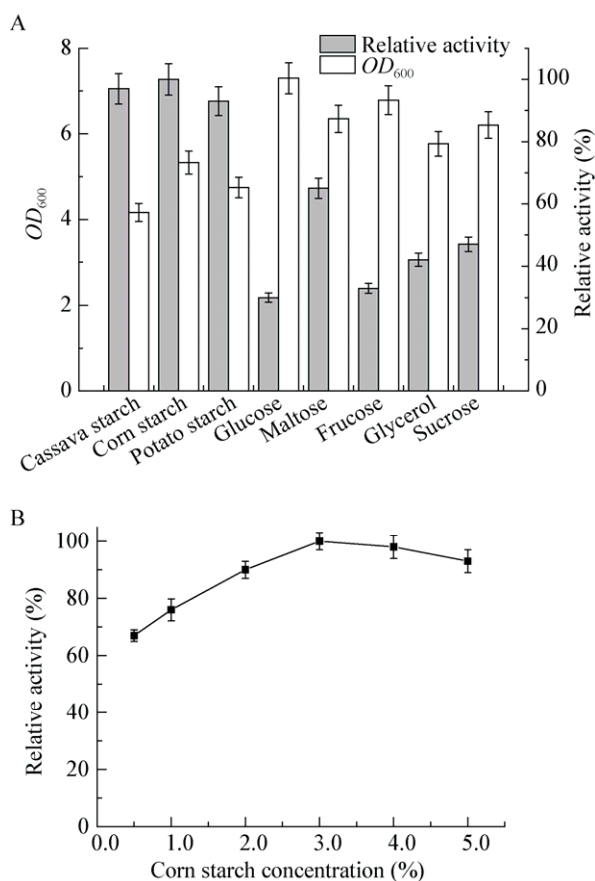 A
Relative activity
OD600
8
6
4
2
0
OD600
100
80
60
40
20
0
Relative activity (%)
Cassava starch
Corn starch
Potato starch
Glucose
Maltose
Frucose
Glycerol
Sucrose
B
100
80
60
40
20
0
Relative activity (%)
0.0 1.0 2.0 3.0 4.0 5.0
Corn starch concentration (%)